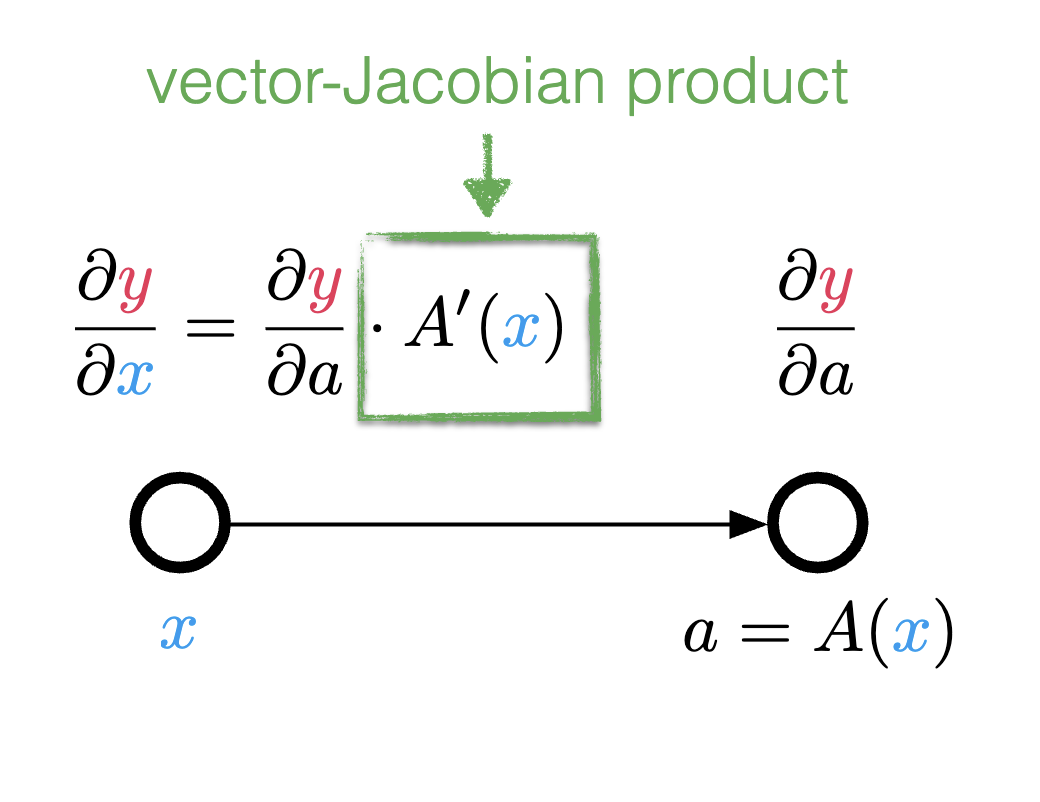 vector-Jacobian product
∂y/∂x = ∂y/∂a · A′(x)
∂y/∂a
x
a = A(x)